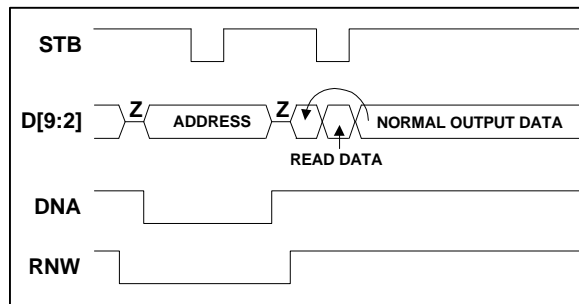 STB
D[9:2]
Z
ADDRESS
Z
NORMAL OUTPUT DATA
READ DATA
DNA
RNW